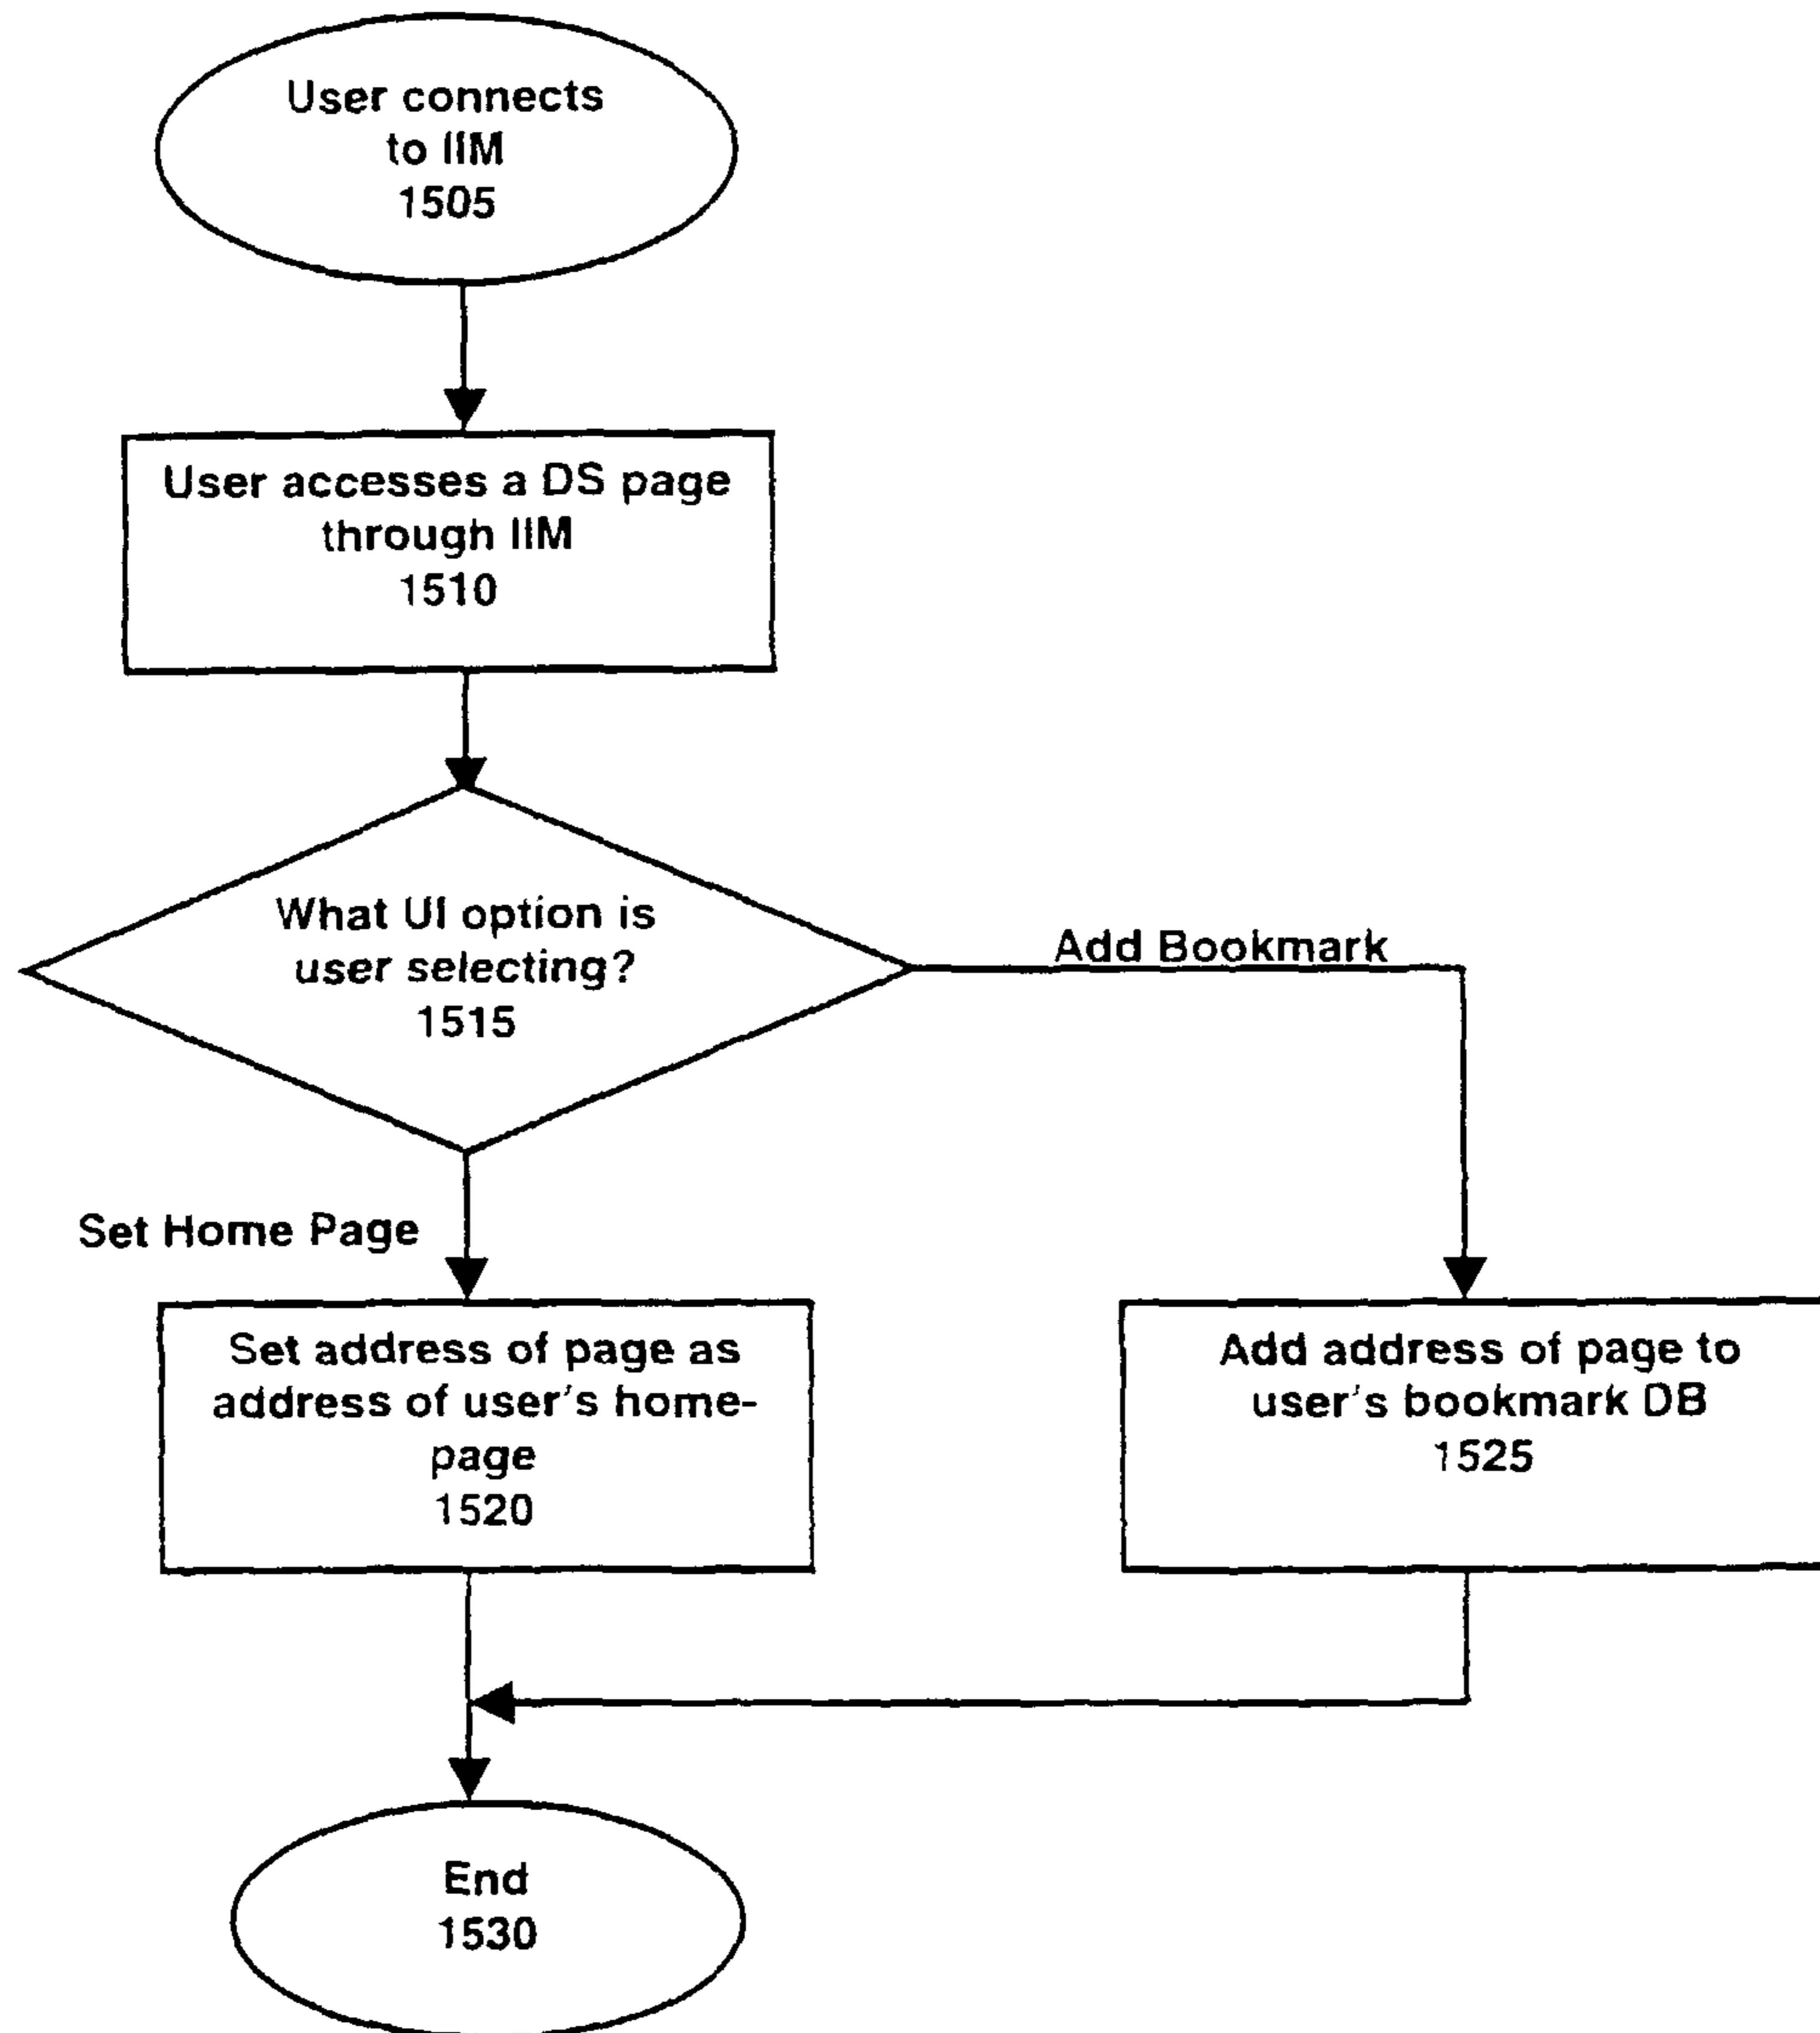 User connects
to IIM
1505
User accesses a DS page
through IIM
1510
What UI option is
user selecting?
1515
Add Bookmark
Set Home Page
Set address of page as
address of user's home-
page
1520
Add address of page to
user's bookmark DB
1525
End
1530